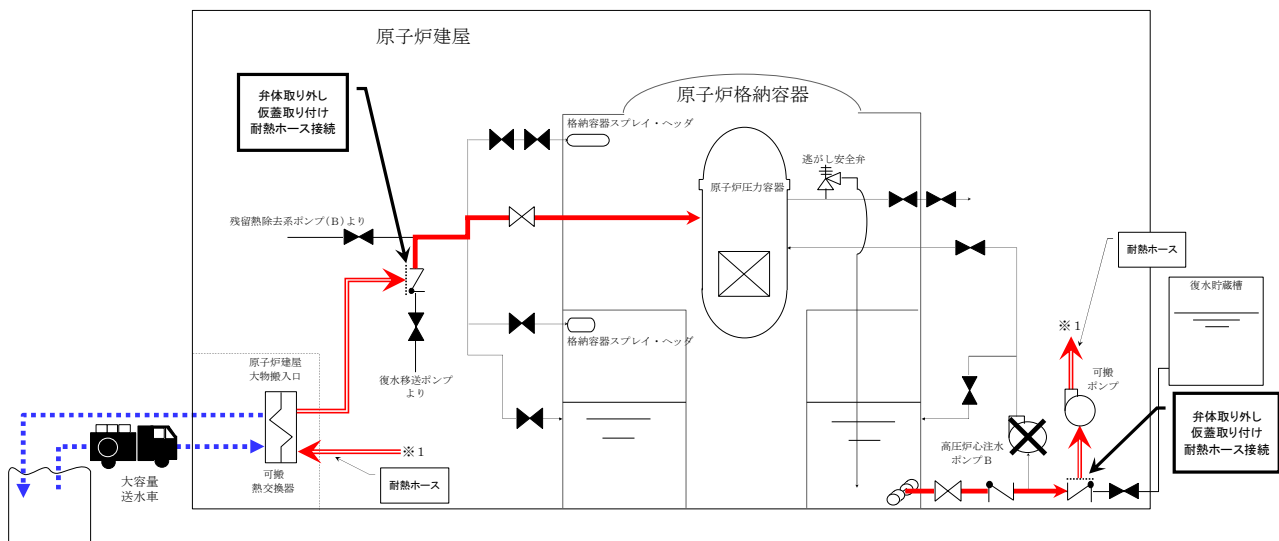 原子炉建屋
弁体取り外し
仮蓋取り付け
耐熱ホース接続
原子炉格納容器
格納容器スプレイ・ヘッダ
逃がし安全弁
原子炉圧力容器
残留熱除去系ポンプ(B)より
耐熱ホース
復水貯蔵槽
※1
格納容器スプレイ・ヘッダ
原子炉建屋
大物搬入口
復水移送ポンプ
より
可搬
ポンプ
弁体取り外し
仮蓋取り付け
耐熱ホース接続
高圧炉心注水
ポンプB
※1
大容量
送水車
可搬
熱交換器
耐熱ホース